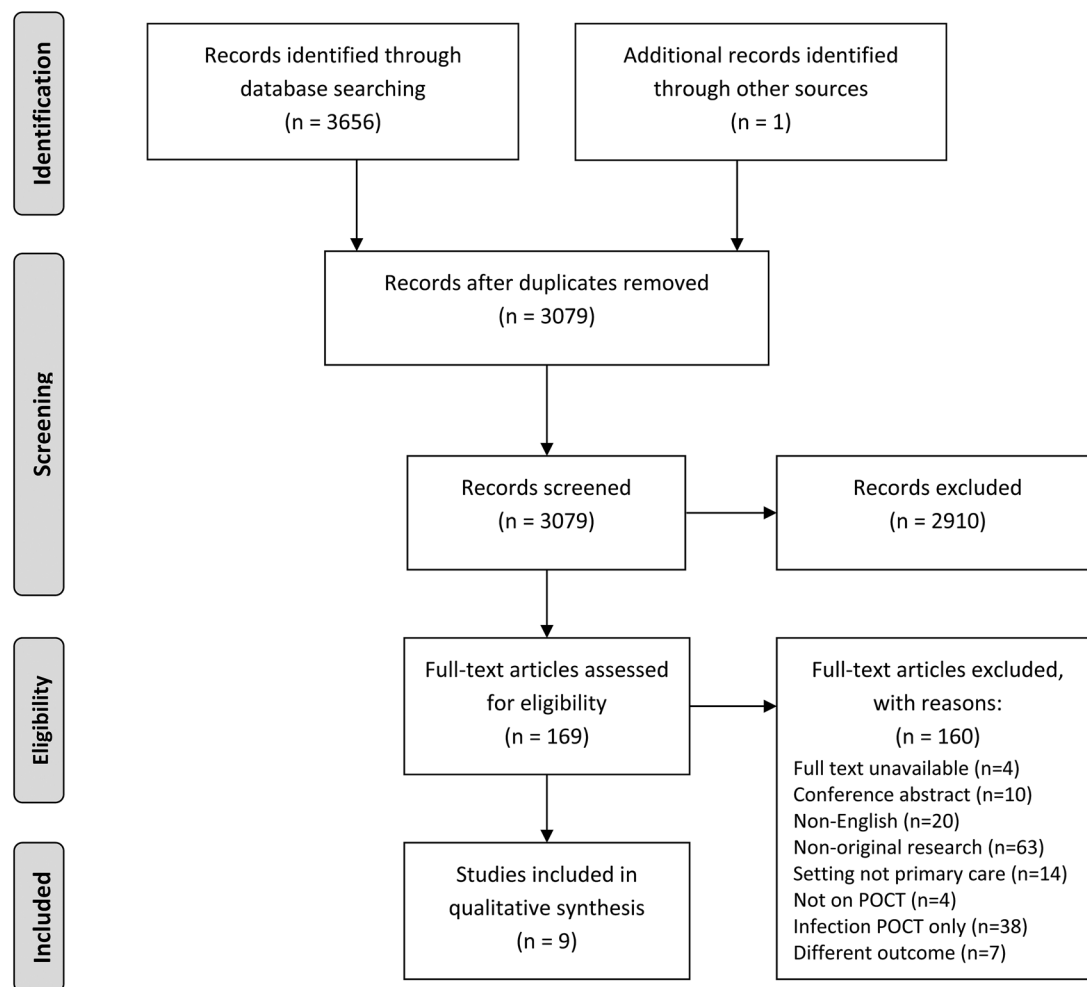 Identification
Records identified through
database searching
(n = 3656)
Additional records identified
through other sources
(n = 1)
Screening
Records after duplicates removed
(n = 3079)
Records screened
(n = 3079)
Records excluded
(n = 2910)
Eligibility
Full-text articles assessed
for eligibility
(n = 169)
Full-text articles excluded,
with reasons:
(n = 160)
Full text unavailable (n=4)
Conference abstract (n=10)
Non-English (n=20)
Non-original research (n=63)
Setting not primary care (n=14)
Not on POCT (n=4)
Infection POCT only (n=38)
Different outcome (n=7)
Included
Studies included in
qualitative synthesis
(n = 9)